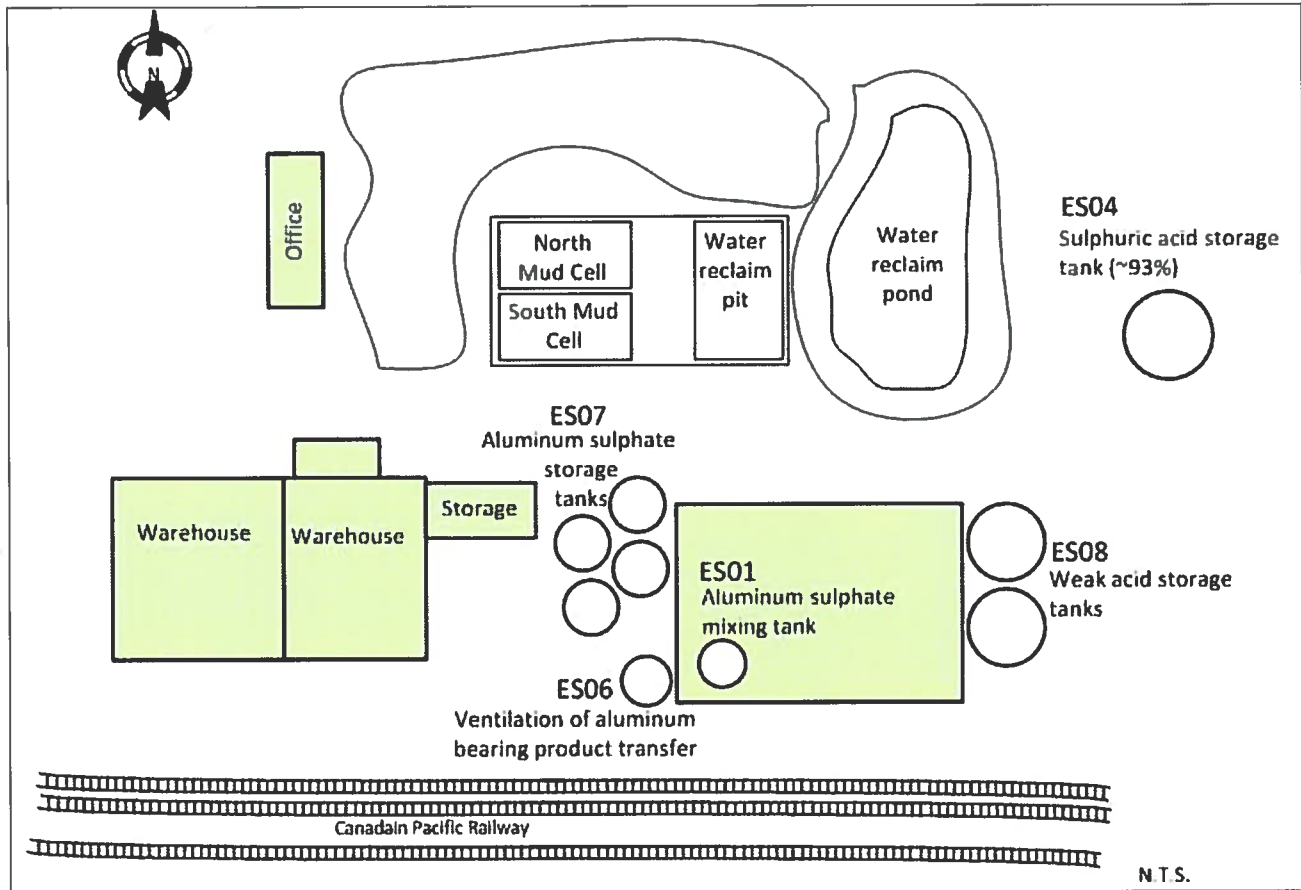 N
Office
North
Mud Cell
South Mud
Cell
Water
reclaim
pit
Water
reclaim
pond
ES04
Sulphuric acid storage
tank (~93%)
ES07
Aluminum sulphate
storage
tanks
Warehouse
Warehouse
Storage
ES01
Aluminum sulphate
mixing tank
ES08
Weak acid storage
tanks
ES06
Ventilation of aluminum
bearing product transfer
Canadain Pacific Railway
N.T.S.